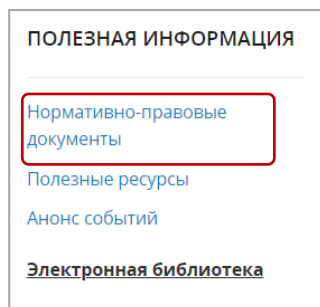 ПОЛЕЗНАЯ ИНФОРМАЦИЯ
Нормативно-правовые
документы
Полезные ресурсы
Анонс событий
Электронная библиотека